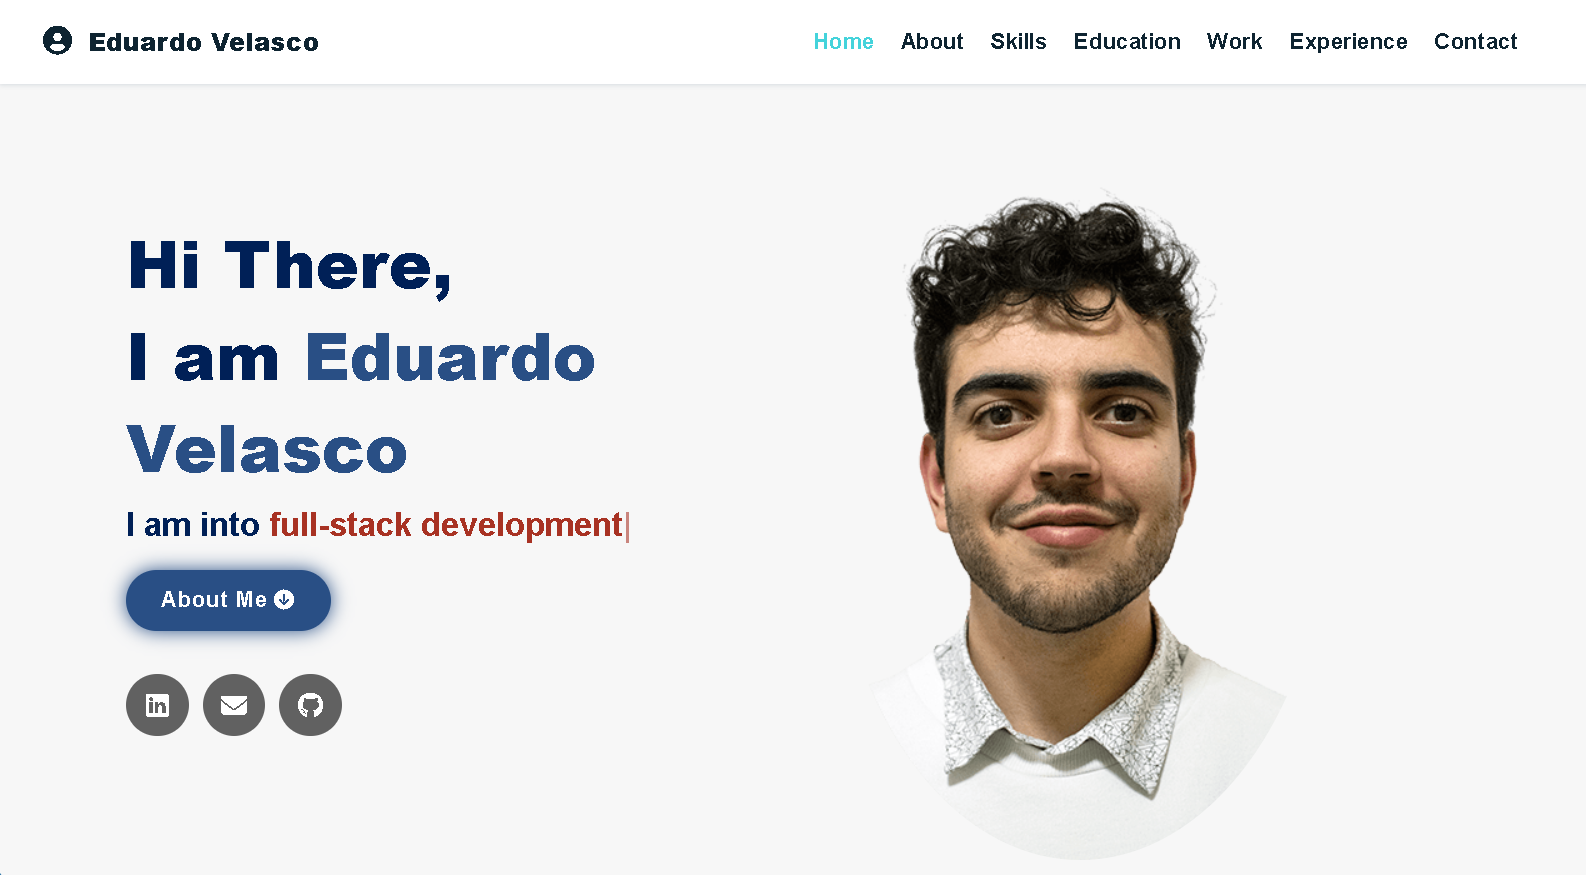 Eduardo Velasco
Home About Skills Education Work Experience Contact
Hi There,
I am Eduardo
Velasco
I am into full-stack development|
About Me
in